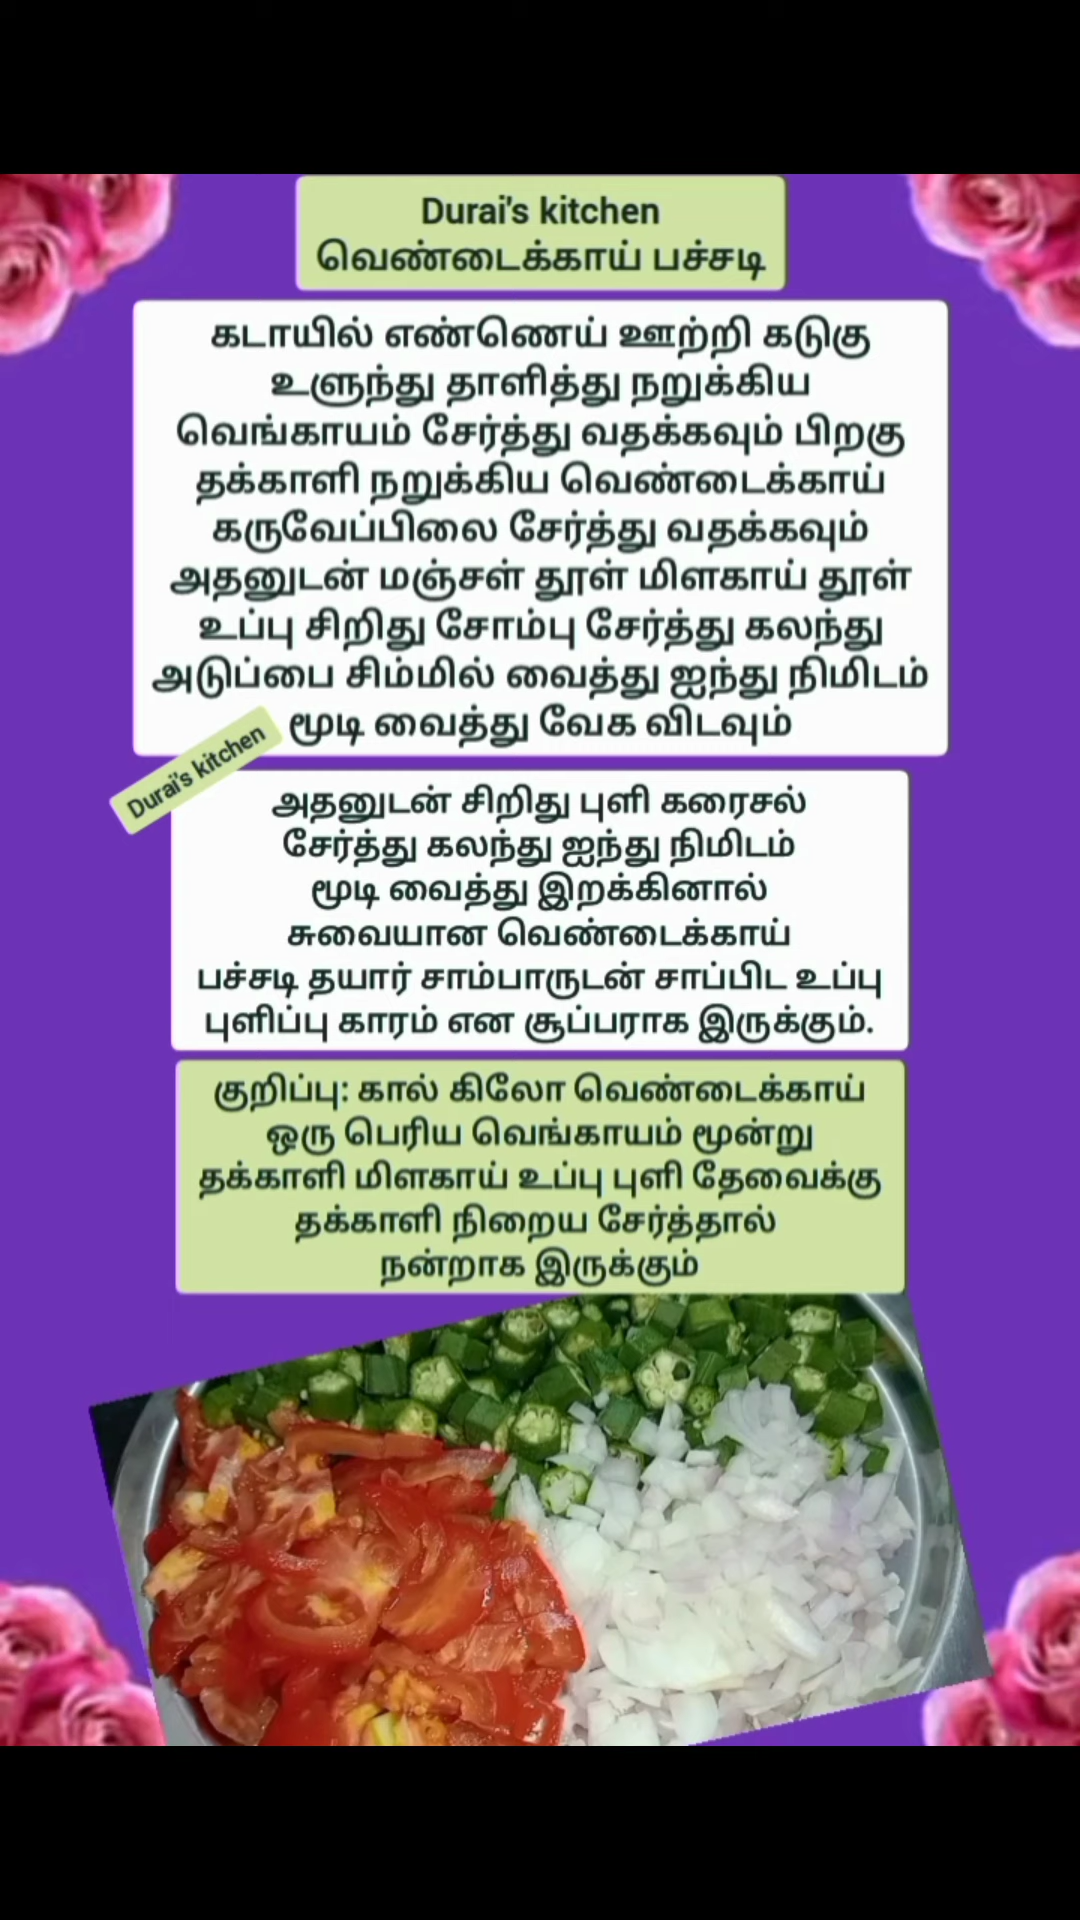 Durai's kitchen
வெண்டைக்காய் பச்சடி
கடாயில் எண்ணெய் ஊற்றி கடுகு
உளுந்து தாளித்து நறுக்கிய
வெங்காயம் சேர்த்து வதக்கவும் பிறகு
தக்காளி நறுக்கிய வெண்டைக்காய்
கருவேப்பிலை சேர்த்து வதக்கவும்
அதனுடன் மஞ்சள் தூள் மிளகாய் தூள்
உப்பு சிறிது சோம்பு சேர்த்து கலந்து
அடுப்பை சிம்மில் வைத்து ஐந்து நிமிடம்
மூடி வைத்து வேக விடவும்
Durai's kitchen
அதனுடன் சிறிது புளி கரைசல்
சேர்த்து கலந்து ஐந்து நிமிடம்
மூடி வைத்து இறக்கினால்
சுவையான வெண்டைக்காய்
பச்சடி தயார் சாம்பாருடன் சாப்பிட உப்பு
புளிப்பு காரம் என சூப்பராக இருக்கும்.
குறிப்பு: கால் கிலோ வெண்டைக்காய்
ஒரு பெரிய வெங்காயம் மூன்று
தக்காளி மிளகாய் உப்பு புளி தேவைக்கு
தக்காளி நிறைய சேர்த்தால்
நன்றாக இருக்கும்